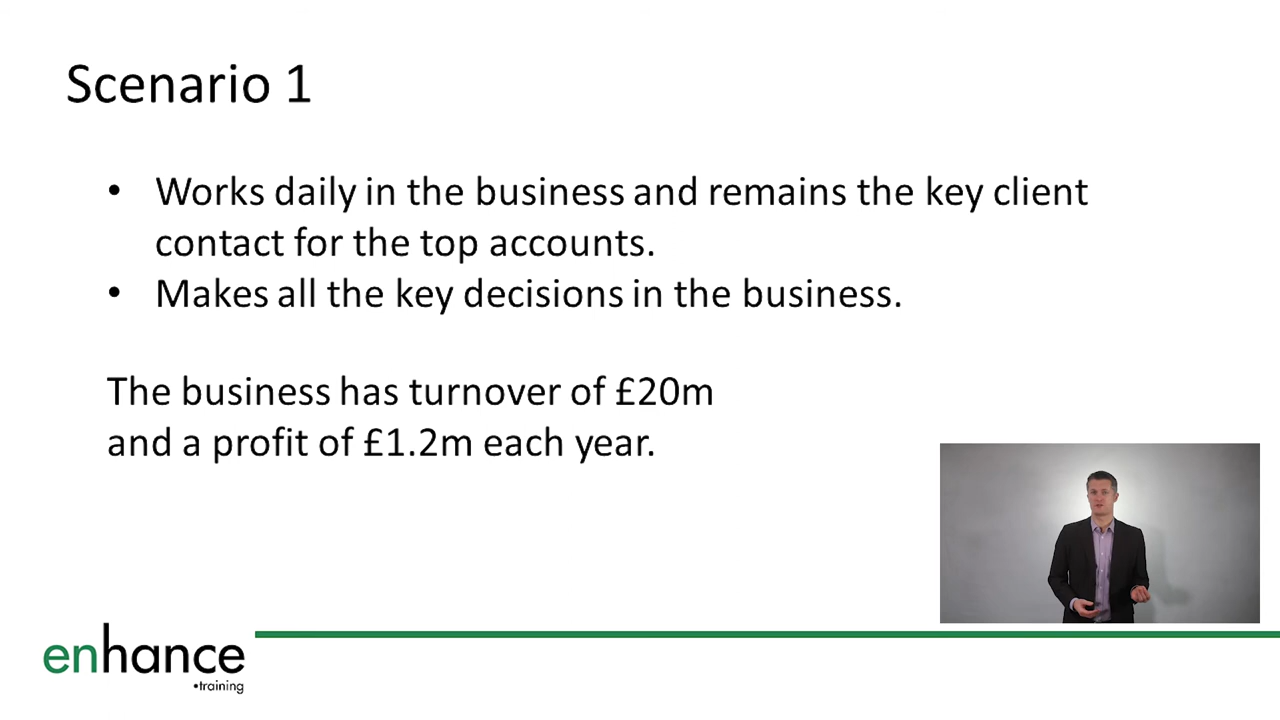 Scenario 1
• Works daily in the business and remains the key client
contact for the top accounts.
• Makes all the key decisions in the business.
The business has turnover of £20m
and a profit of £1.2m each year.
enhance
•training